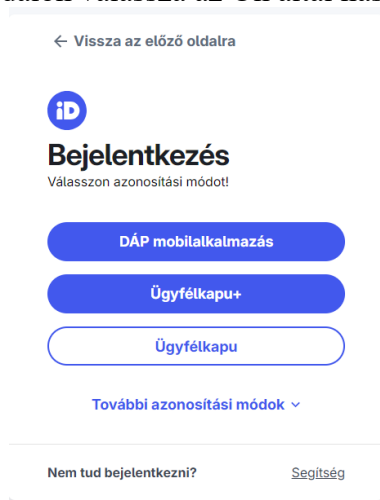 ← Vissza az előző oldalra
iD
Bejelentkezés
Válasszon azonosítási módot!
DÁP mobilalkalmazás
Ügyfélkapu+
Ügyfélkapu
További azonosítási módok
Nem tud bejelentkezni? Segítség